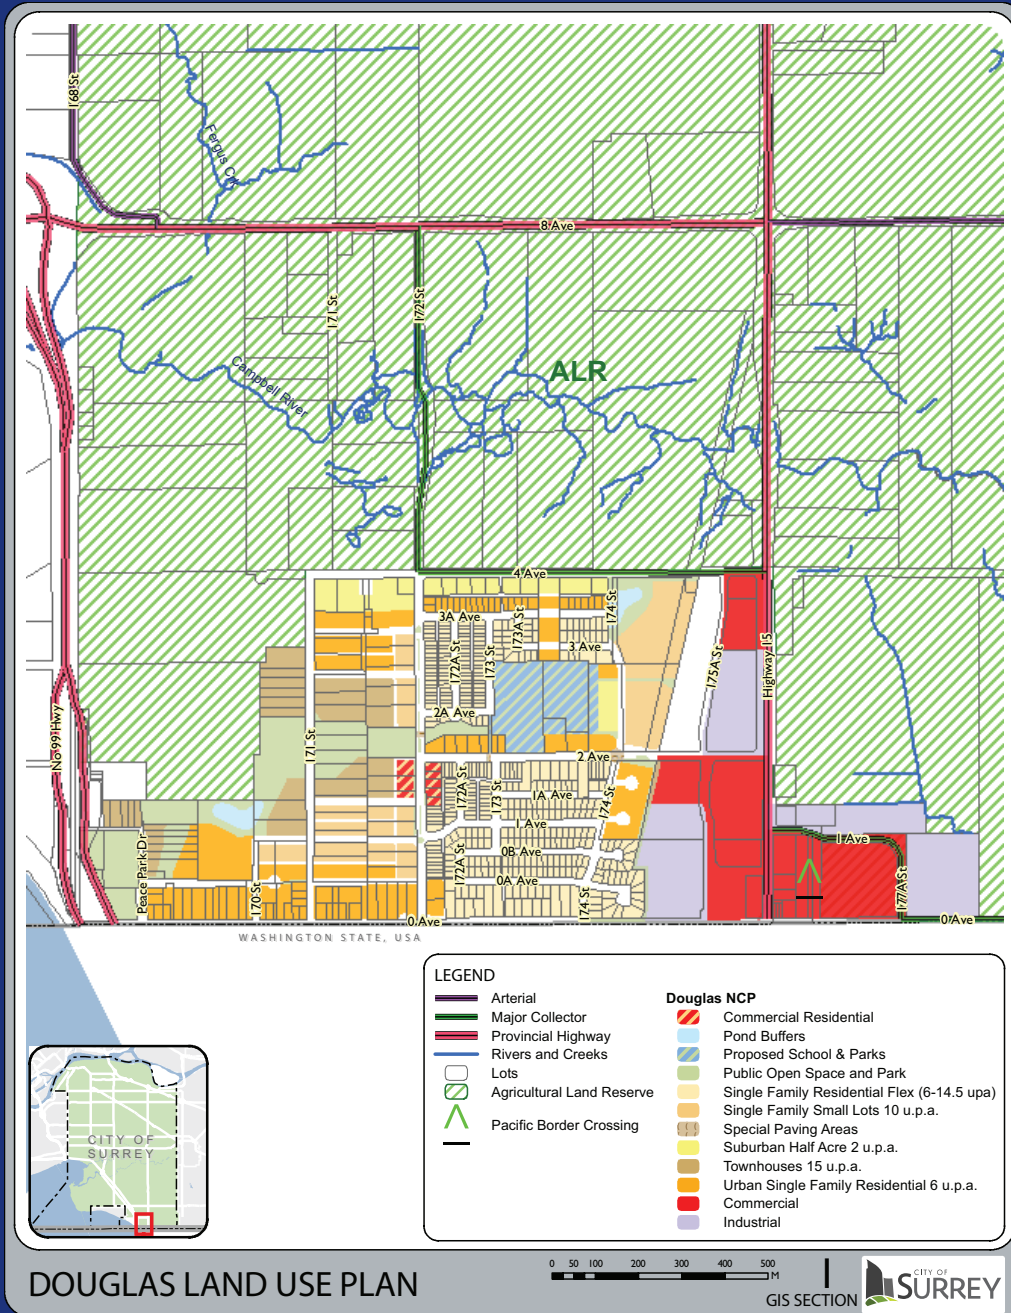 168 St
Fergus Crk
8 Ave
171 St
172 St
Campbell River
ALR
4 Ave
3A Ave
173A St
174 St
3 Ave
172A St
173 St
175A St
Highway 15
2A Ave
No 99 Hwy
171 St
2 Ave
172A St
173 St
1A Ave
174 St
1 Ave
1 Ave
Peace Park Dr
170 St
172A St
0B Ave
0A Ave
174 St
177A St
0 Ave
0 Ave
WASHINGTON STATE, USA
LEGEND
Arterial
Major Collector
Provincial Highway
Rivers and Creeks
Lots
Agricultural Land Reserve
Pacific Border Crossing
Douglas NCP
Commercial Residential
Pond Buffers
Proposed School & Parks
Public Open Space and Park
Single Family Residential Flex (6-14.5 upa)
Single Family Small Lots 10 u.p.a.
Special Paving Areas
Suburban Half Acre 2 u.p.a.
Townhouses 15 u.p.a.
Urban Single Family Residential 6 u.p.a.
Commercial
Industrial
CITY OF
SURREY
DOUGLAS LAND USE PLAN
0 50 100 200 300 400 500
M
GIS SECTION
CITY OF
SURREY